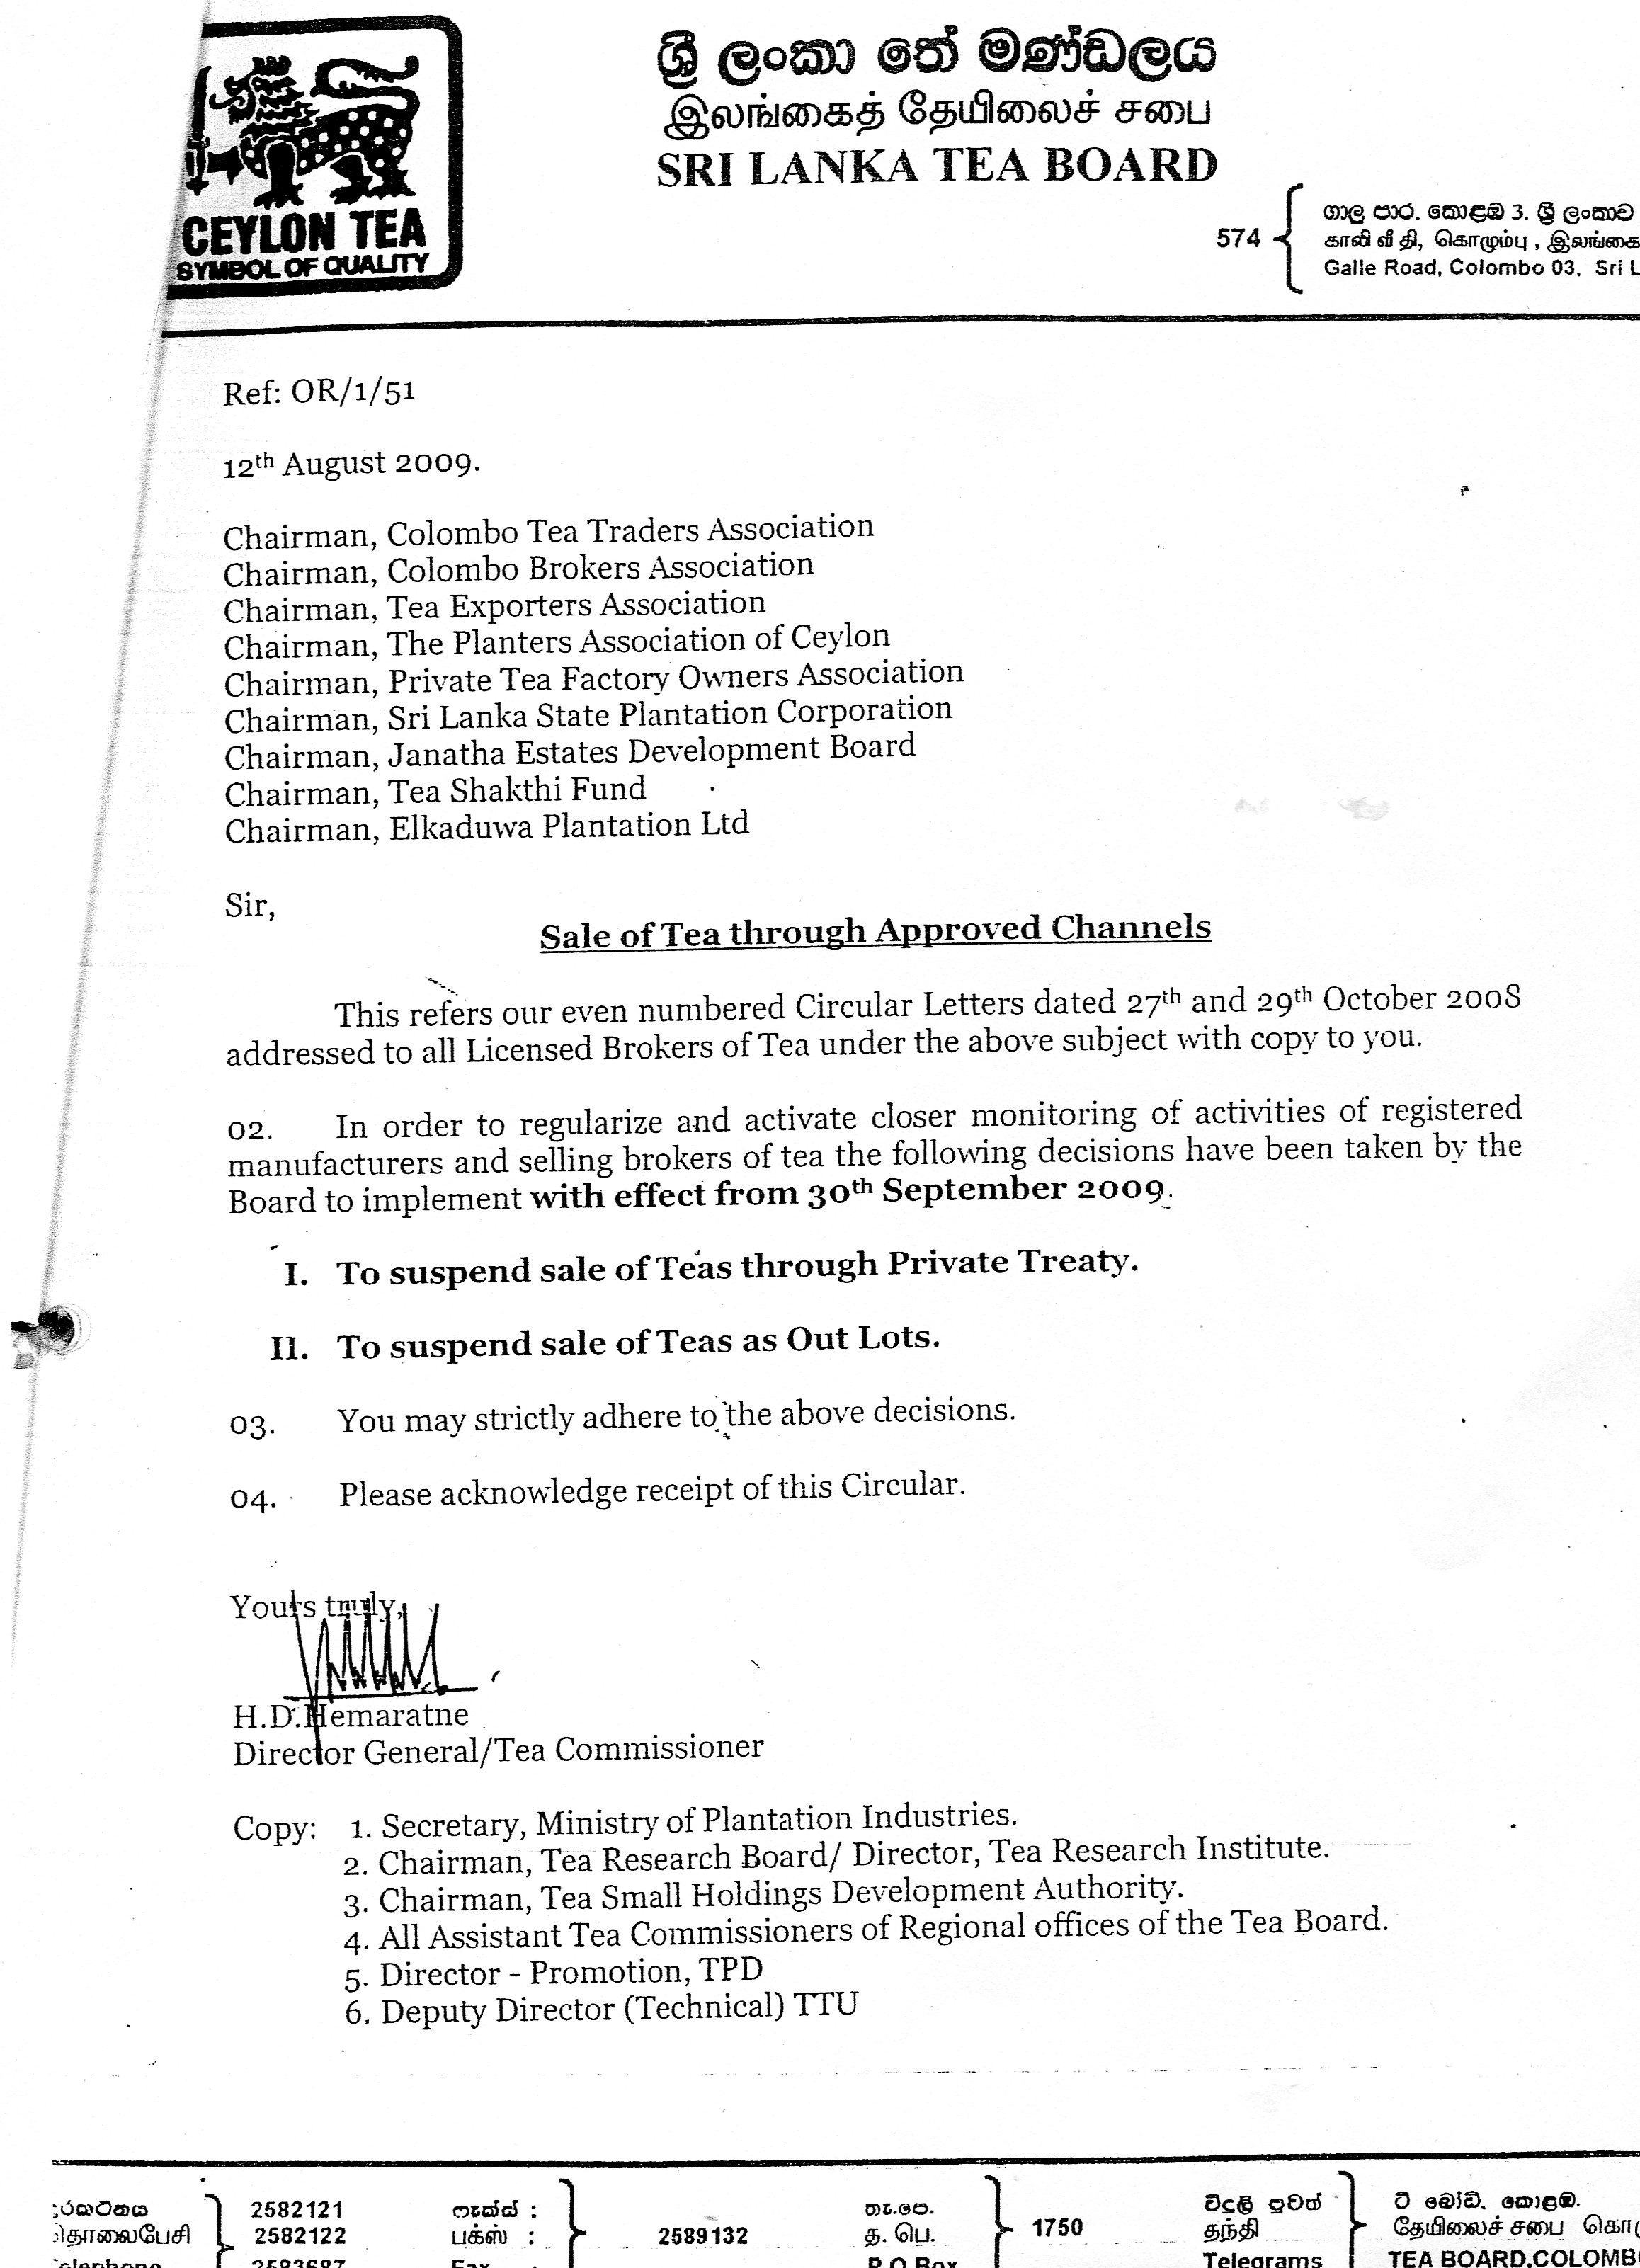 ශ්‍රී ලංකා තේ මණ්ඩලය
இலங்கைத் தேயிலைச் சபை
SRI LANKA TEA BOARD
CEYLON TEA
SYMBOL OF QUALITY
574
ගාලු පාර. කොළඹ 3. ශ්‍රී ලංකාව
காலி வீதி, கொழும்பு , இலங்கை
Galle Road, Colombo 03. Sri L
Ref: OR/1/51
12th August 2009.
Chairman, Colombo Tea Traders Association
Chairman, Colombo Brokers Association
Chairman, Tea Exporters Association
Chairman, The Planters Association of Ceylon
Chairman, Private Tea Factory Owners Association
Chairman, Sri Lanka State Plantation Corporation
Chairman, Janatha Estates Development Board
Chairman, Tea Shakthi Fund
Chairman, Elkaduwa Plantation Ltd
Sir,
Sale of Tea through Approved Channels
This refers our even numbered Circular Letters dated 27th and 29th October 2008
addressed to all Licensed Brokers of Tea under the above subject with copy to you.
02. In order to regularize and activate closer monitoring of activities of registered
manufacturers and selling brokers of tea the following decisions have been taken by the
Board to implement with effect from 30th September 2009.
I. To suspend sale of Teas through Private Treaty.
II. To suspend sale of Teas as Out Lots.
03. You may strictly adhere to the above decisions.
04. Please acknowledge receipt of this Circular.
Yours truly,
H.D.Hemaratne
Director General/Tea Commissioner
Copy: 1. Secretary, Ministry of Plantation Industries.
2. Chairman, Tea Research Board/ Director, Tea Research Institute.
3. Chairman, Tea Small Holdings Development Authority.
4. All Assistant Tea Commissioners of Regional offices of the Tea Board.
5. Director - Promotion, TPD
6. Deputy Director (Technical) TTU
2582121
தொலைபேசி 2582122
Telephone 2583687
ෆැක්ස් :
பக்ஸ் : 2589132
Fax :
තැ.පෙ.
த. பெ. 1750
P.O.Box
විදුලි පුවත් ටී බෝඩ්. කොළඹ.
தந்தி தேயிலைச் சபை கொழு
Telegrams TEA BOARD.COLOMB